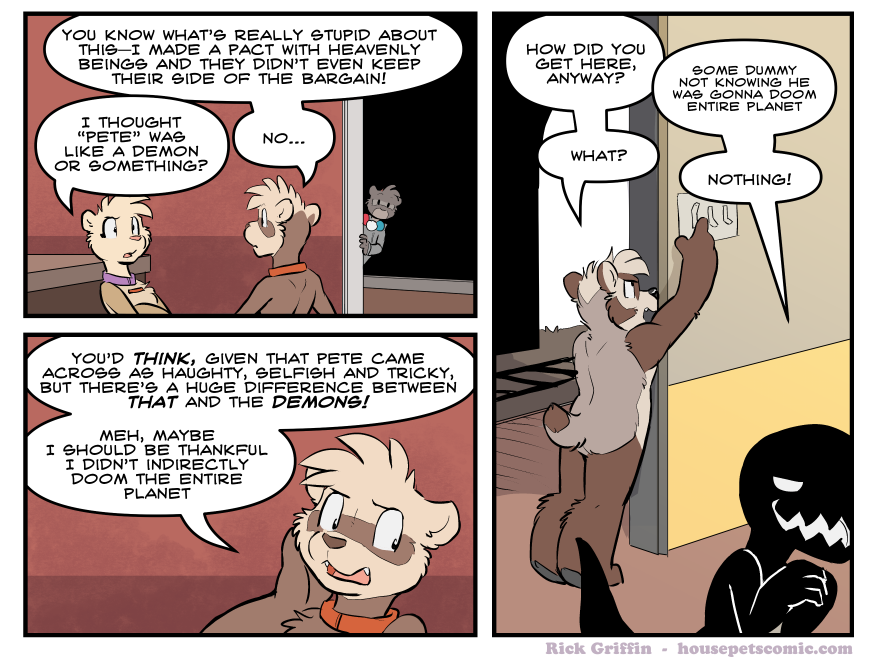 YOU KNOW WHAT'S REALLY STUPID ABOUT
THIS—I MADE A PACT WITH HEAVENLY
BEINGS AND THEY DIDN'T EVEN KEEP
THEIR SIDE OF THE BARGAIN!
I THOUGHT
"PETE" WAS
LIKE A DEMON
OR SOMETHING?
NO...
YOU'D THINK, GIVEN THAT PETE CAME
ACROSS AS HAUGHTY, SELFISH AND TRICKY,
BUT THERE'S A HUGE DIFFERENCE BETWEEN
THAT AND THE DEMONS!
MEH, MAYBE
I SHOULD BE THANKFUL
I DIDN'T INDIRECTLY
DOOM THE ENTIRE
PLANET
HOW DID YOU
GET HERE,
ANYWAY?
SOME DUMMY
NOT KNOWING HE
WAS GONNA DOOM
ENTIRE PLANET
WHAT?
NOTHING!
Rick Griffin - housepetscomic.com